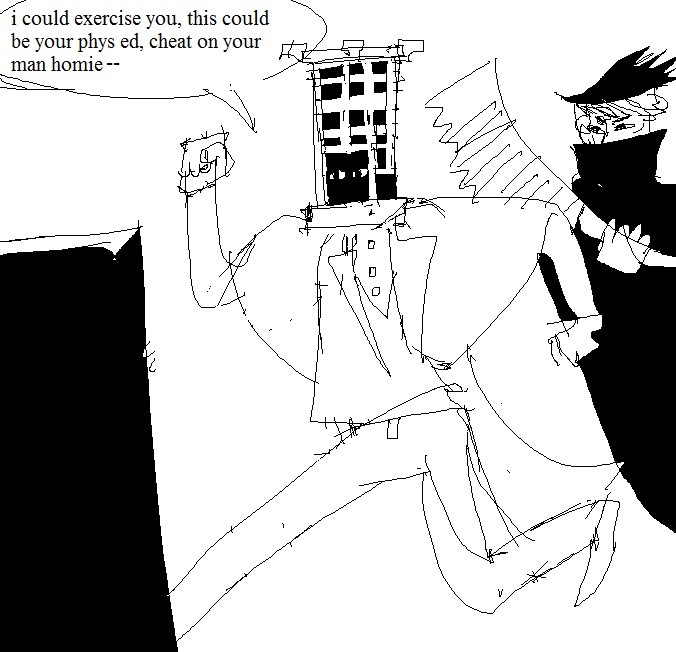 i could exercise you, this could
be your phys ed, cheat on your
man homie --